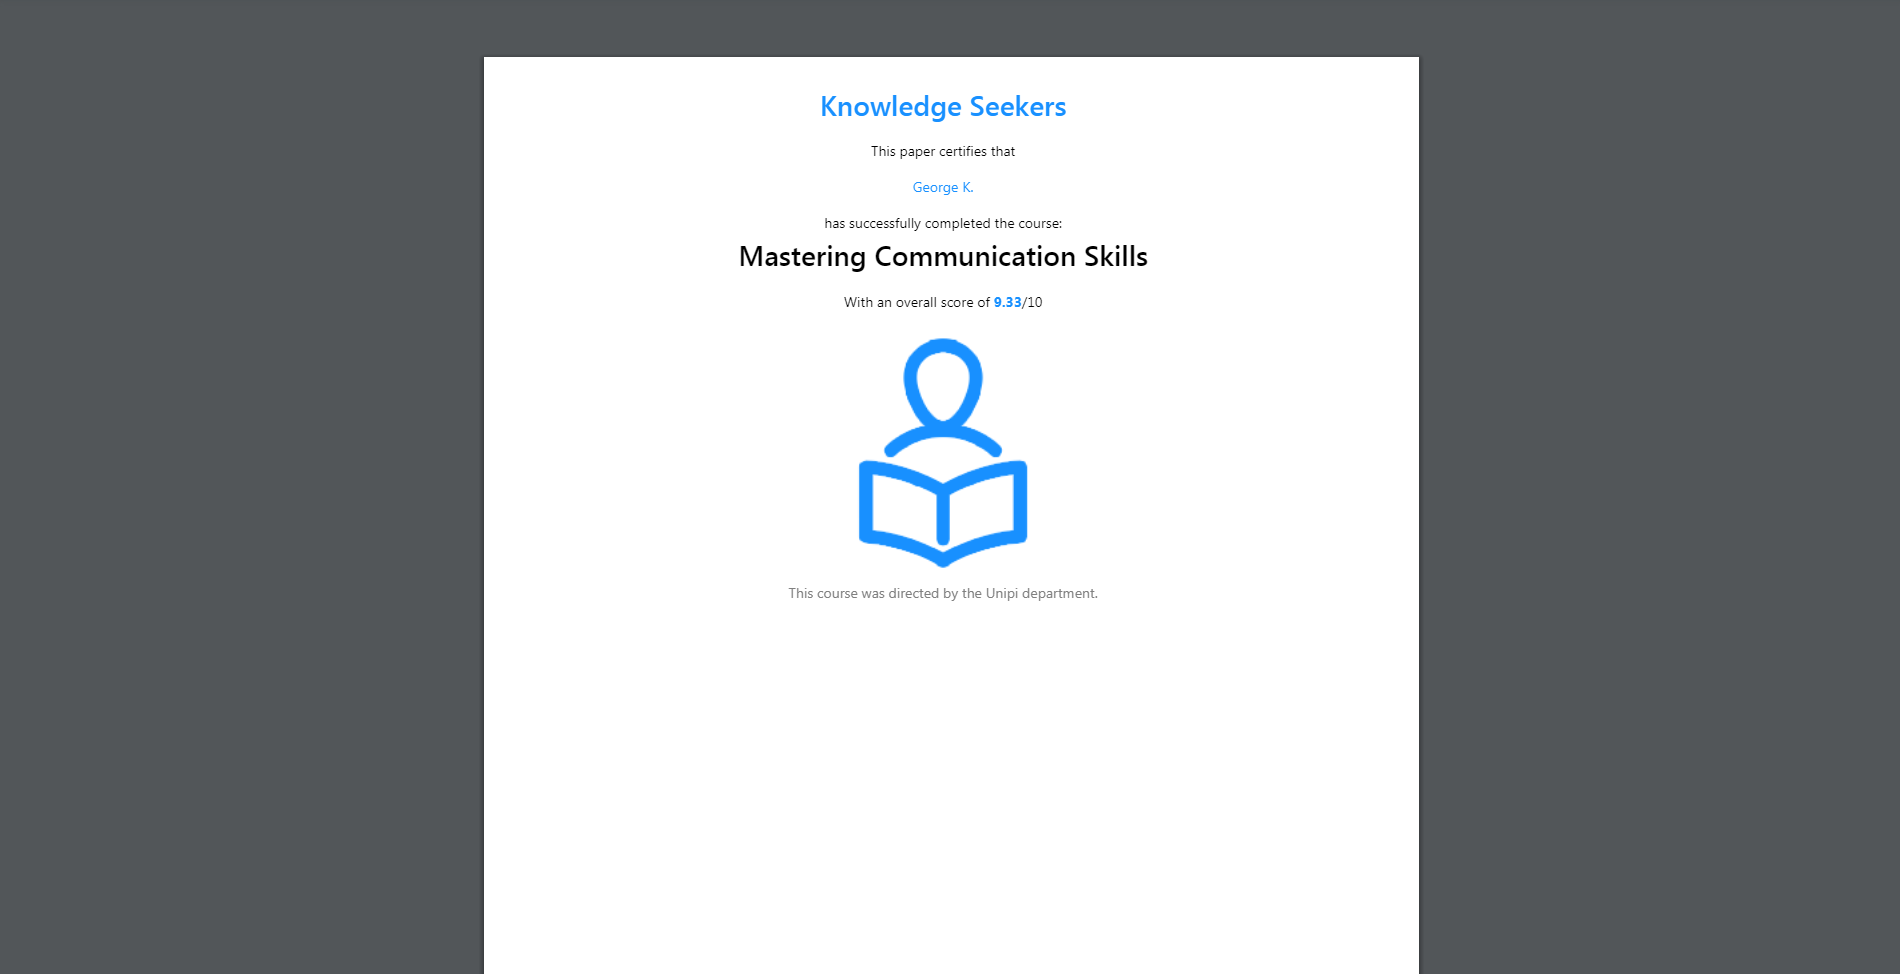 Knowledge Seekers
This paper certifies that
George K.
has successfully completed the course:
Mastering Communication Skills
With an overall score of 9.33/10
This course was directed by the Unipi department.